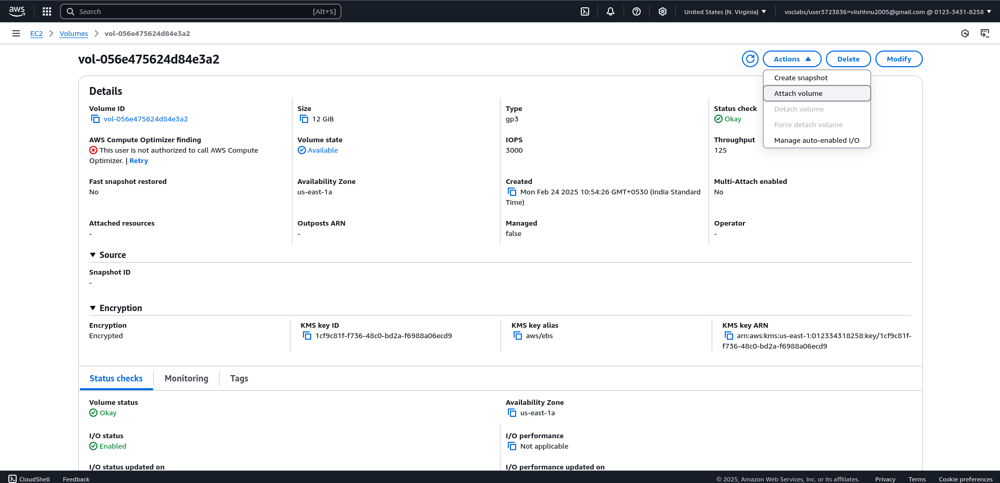 aws
Search [Alt+S]
United States (N. Virginia)
voclabs/user3723836=viishhnu2005@gmail.com @ 0123-3431-8258
EC2 Volumes vol-056e475624d84e3a2
vol-056e475624d84e3a2
Actions
Delete
Modify
Create snapshot
Attach volume
Detach volume
Force detach volume
Manage auto-enabled I/O
Details
Volume ID
vol-056e475624d84e3a2
Size
12 GiB
Type
gp3
Status check
Okay
AWS Compute Optimizer finding
This user is not authorized to call AWS Compute
Optimizer. | Retry
Volume state
Available
IOPS
3000
Throughput
125
Fast snapshot restored
No
Availability Zone
us-east-1a
Created
Mon Feb 24 2025 10:54:26 GMT+0530 (India Standard
Time)
Multi-Attach enabled
No
Attached resources
-
Outposts ARN
-
Managed
false
Operator
-
Source
Snapshot ID
-
Encryption
Encryption
Encrypted
KMS key ID
1cf9c81f-f736-48c0-bd2a-f6988a06ecd9
KMS key alias
aws/ebs
KMS key ARN
arn:aws:kms:us-east-1:012334318258:key/1cf9c81f-
f736-48c0-bd2a-f6988a06ecd9
Status checks
Monitoring
Tags
Volume status
Okay
Availability Zone
us-east-1a
I/O status
Enabled
I/O performance
Not applicable
I/O status updated on
I/O performance updated on
CloudShell
Feedback
© 2025, Amazon Web Services, Inc. or its affiliates.
Privacy
Terms
Cookie preferences